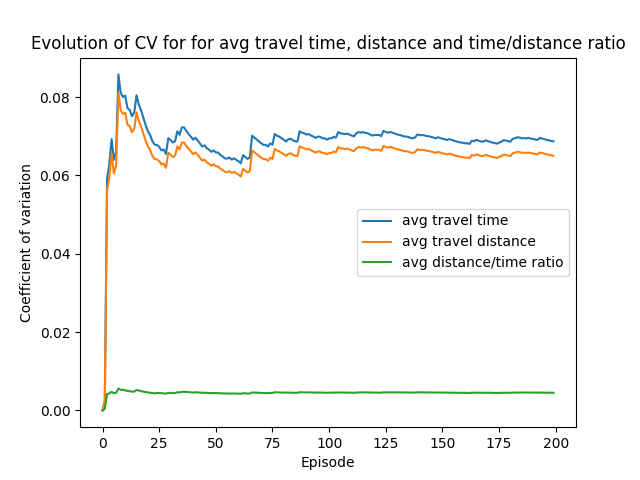 Evolution of CV for for avg travel time, distance and time/distance ratio
Coefficient of variation
0.08
0.06
0.04
0.02
0.00
avg travel time
avg travel distance
avg distance/time ratio
0 25 50 75 100 125 150 175 200
Episode